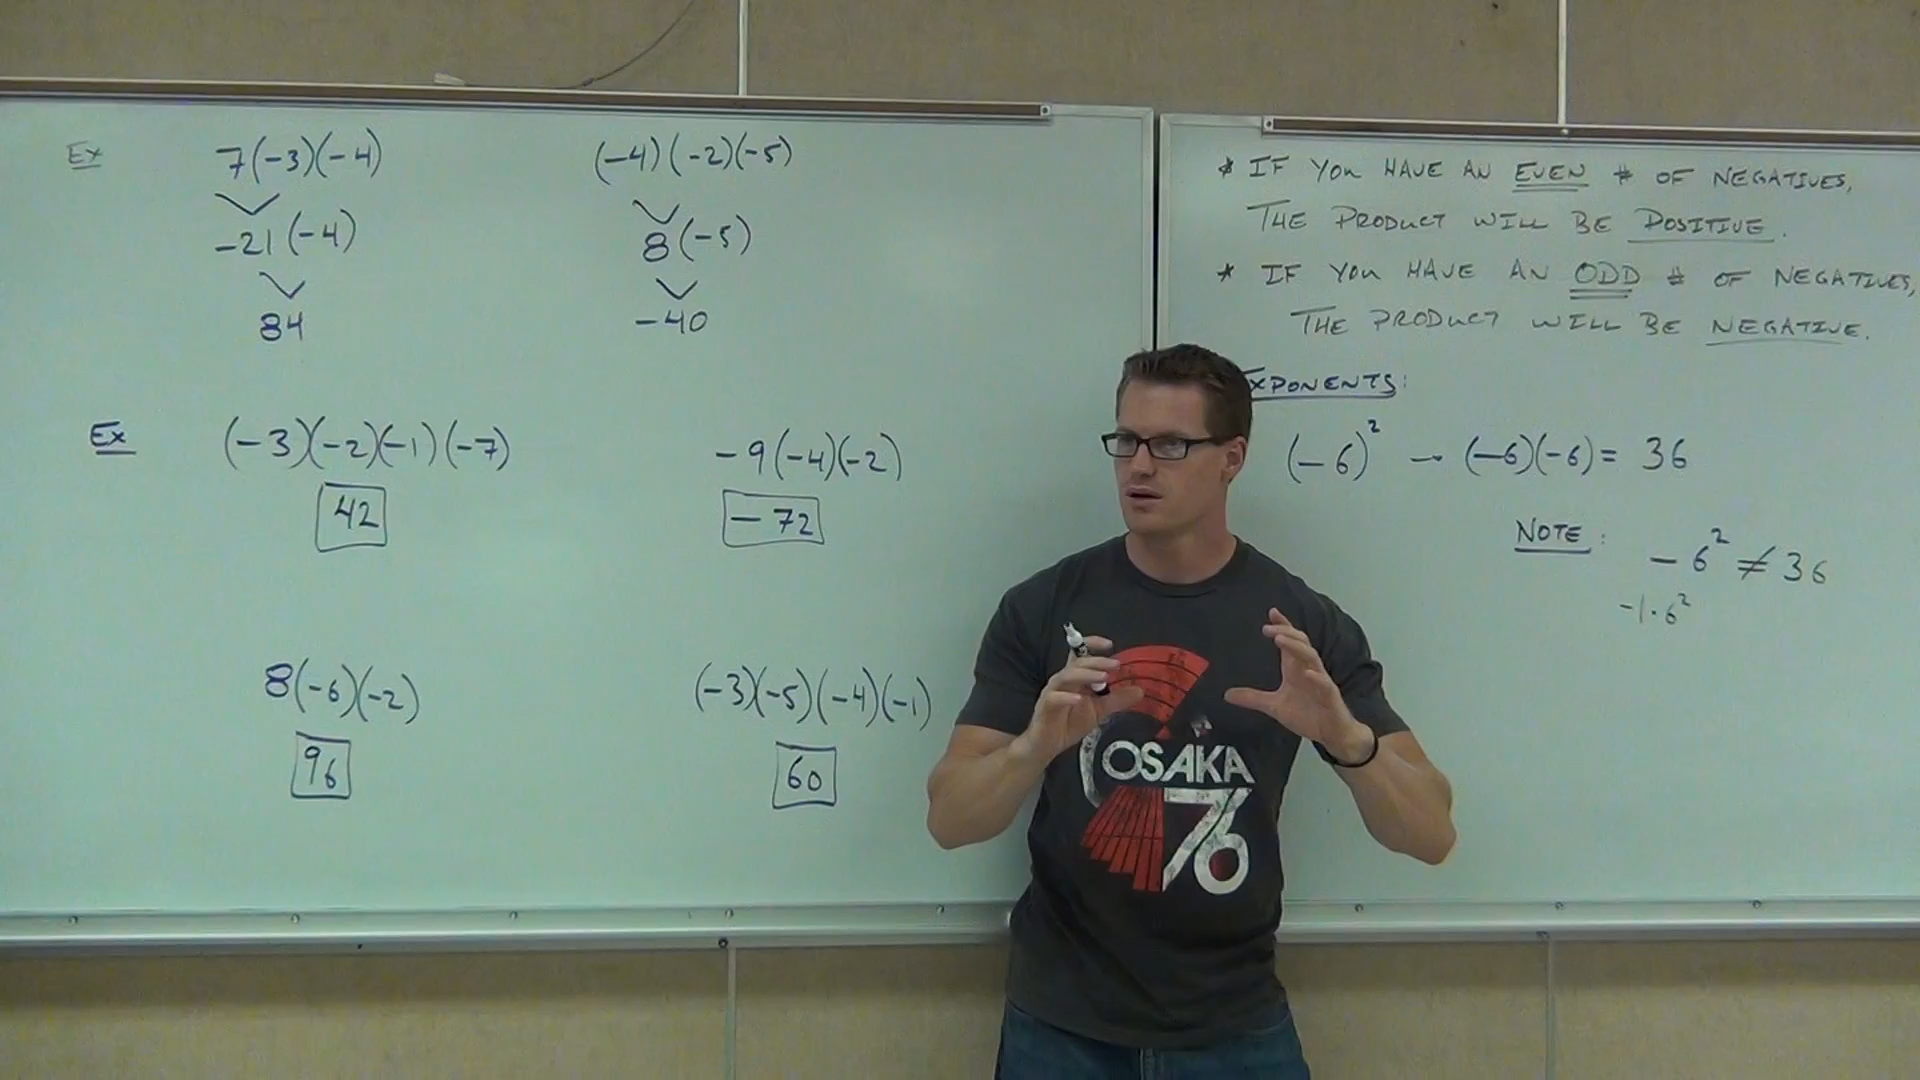 Ex 7(-3)(-4) (-4)(-2)(-5)
-21(-4) 8(-5)
84 -40
Ex (-3)(-2)(-1)(-7) -9(-4)(-2)
42 -72
8(-6)(-2) (-3)(-5)(-4)(-1)
96 60
* IF YOU HAVE AN EVEN # OF NEGATIVES,
THE PRODUCT WILL BE POSITIVE.
* IF YOU HAVE AN ODD # OF NEGATIVES,
THE PRODUCT WILL BE NEGATIVE.
EXPONENTS:
(-6)² → (-6)(-6) = 36
NOTE: -6² ≠ 36
-1·6²
OSAKA
'76